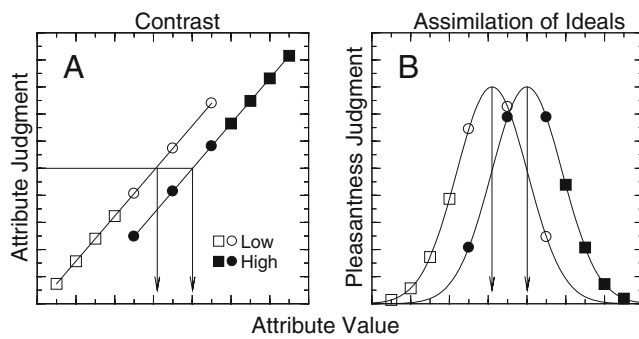 Contrast
Assimilation of Ideals
A
B
Attribute Judgment
Pleasantness Judgment
Low
High
Attribute Value